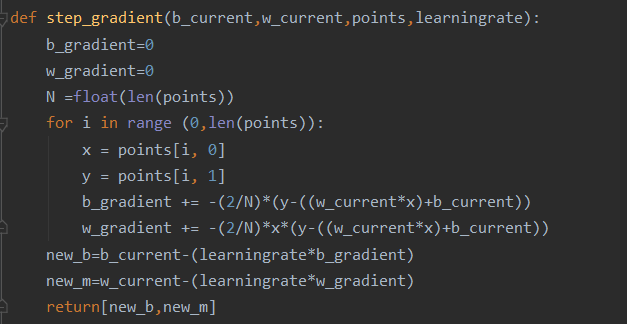 def step_gradient(b_current,w_current,points,learningrate):
    b_gradient=0
    w_gradient=0
    N =float(len(points))
    for i in range (0,len(points)):
        x = points[i, 0]
        y = points[i, 1]
        b_gradient += -(2/N)*(y-((w_current*x)+b_current))
        w_gradient += -(2/N)*x*(y-((w_current*x)+b_current))
    new_b=b_current-(learningrate*b_gradient)
    new_m=w_current-(learningrate*w_gradient)
    return[new_b,new_m]